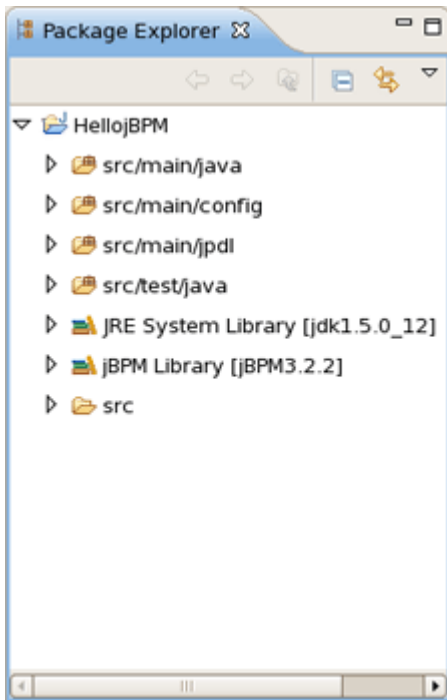 Package Explorer
HellojBPM
src/main/java
src/main/config
src/main/jpdl
src/test/java
JRE System Library [jdk1.5.0_12]
jBPM Library [jBPM3.2.2]
src